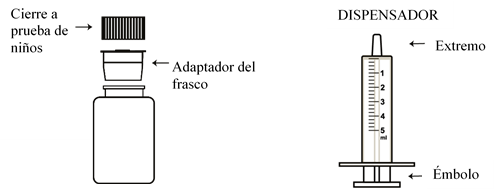 Cierre a
prueba de
niños
Adaptador del
frasco
DISPENSADOR
Extremo
1
2
3
4
5
ml
Émbolo